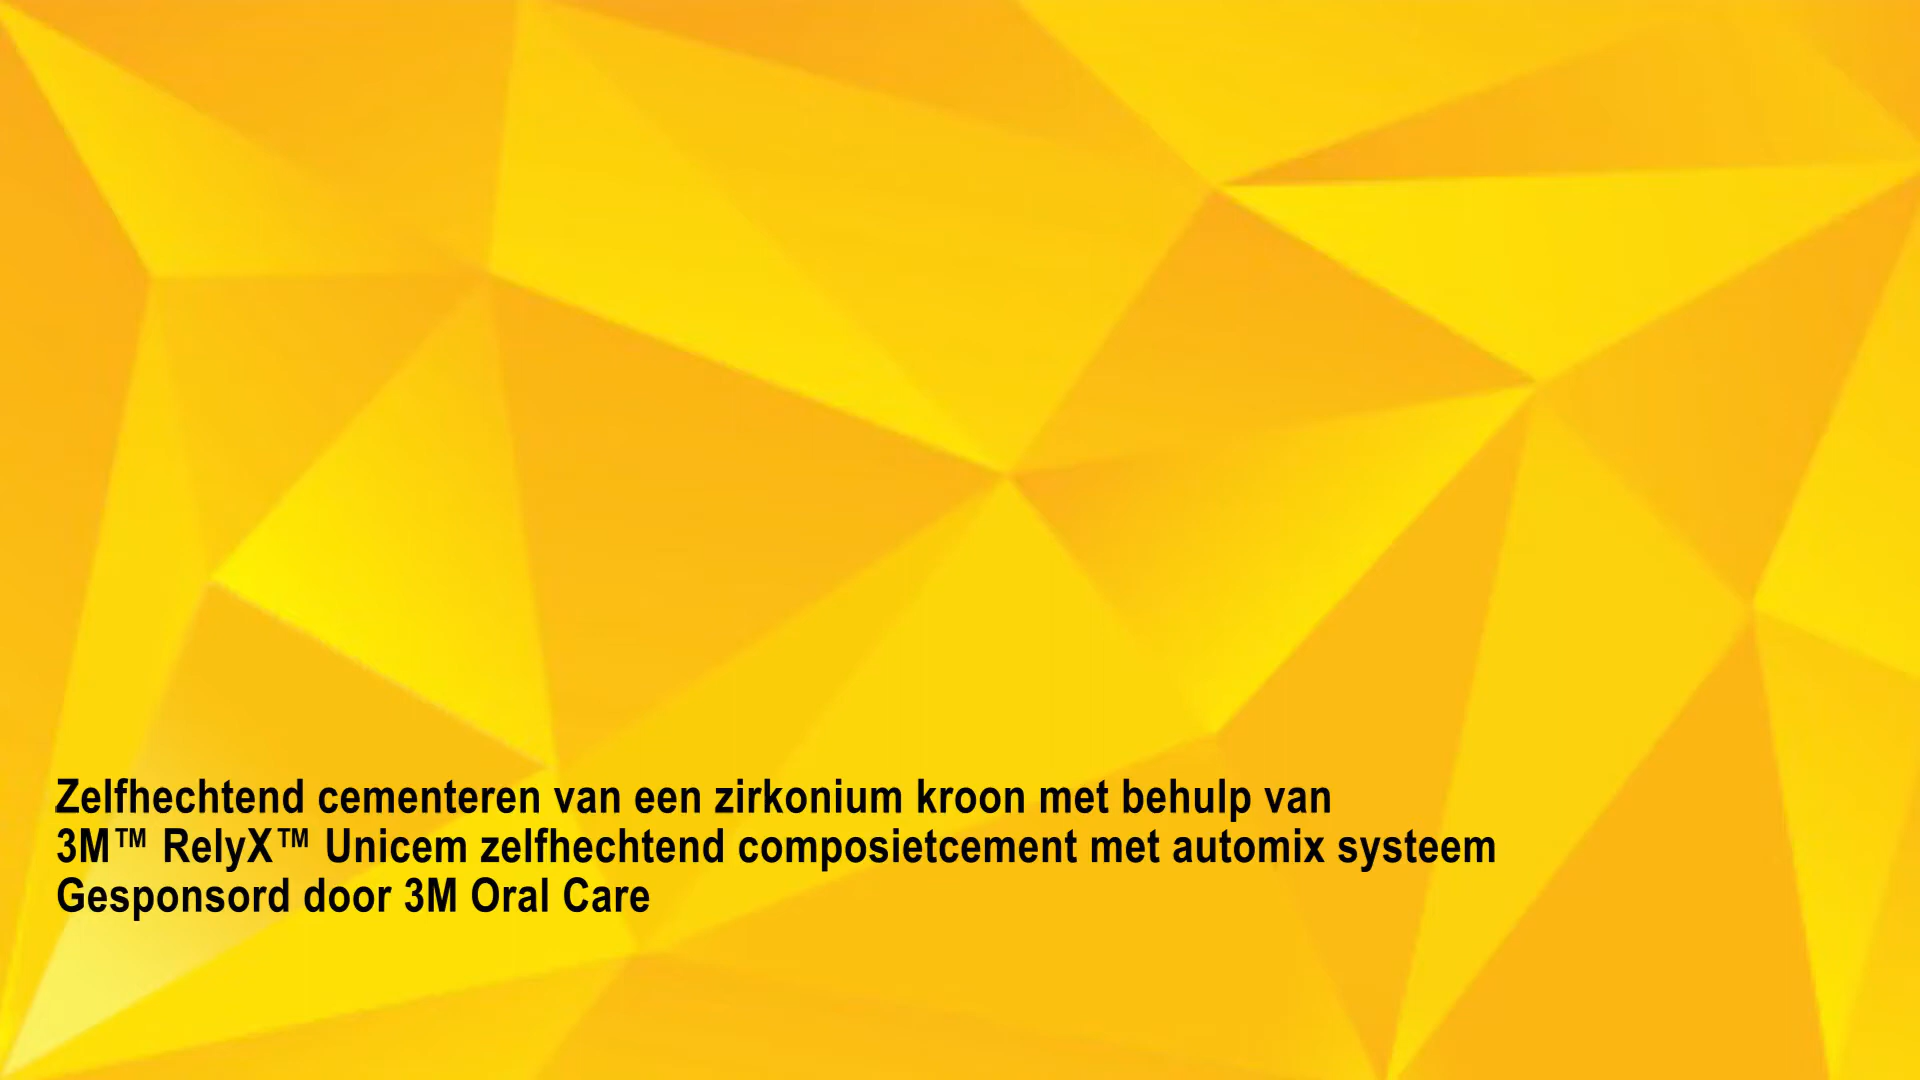 Zelfhechtend cementeren van een zirkonium kroon met behulp van
3M™ RelyX™ Unicem zelfhechtend composietcement met automix systeem
Gesponsord door 3M Oral Care